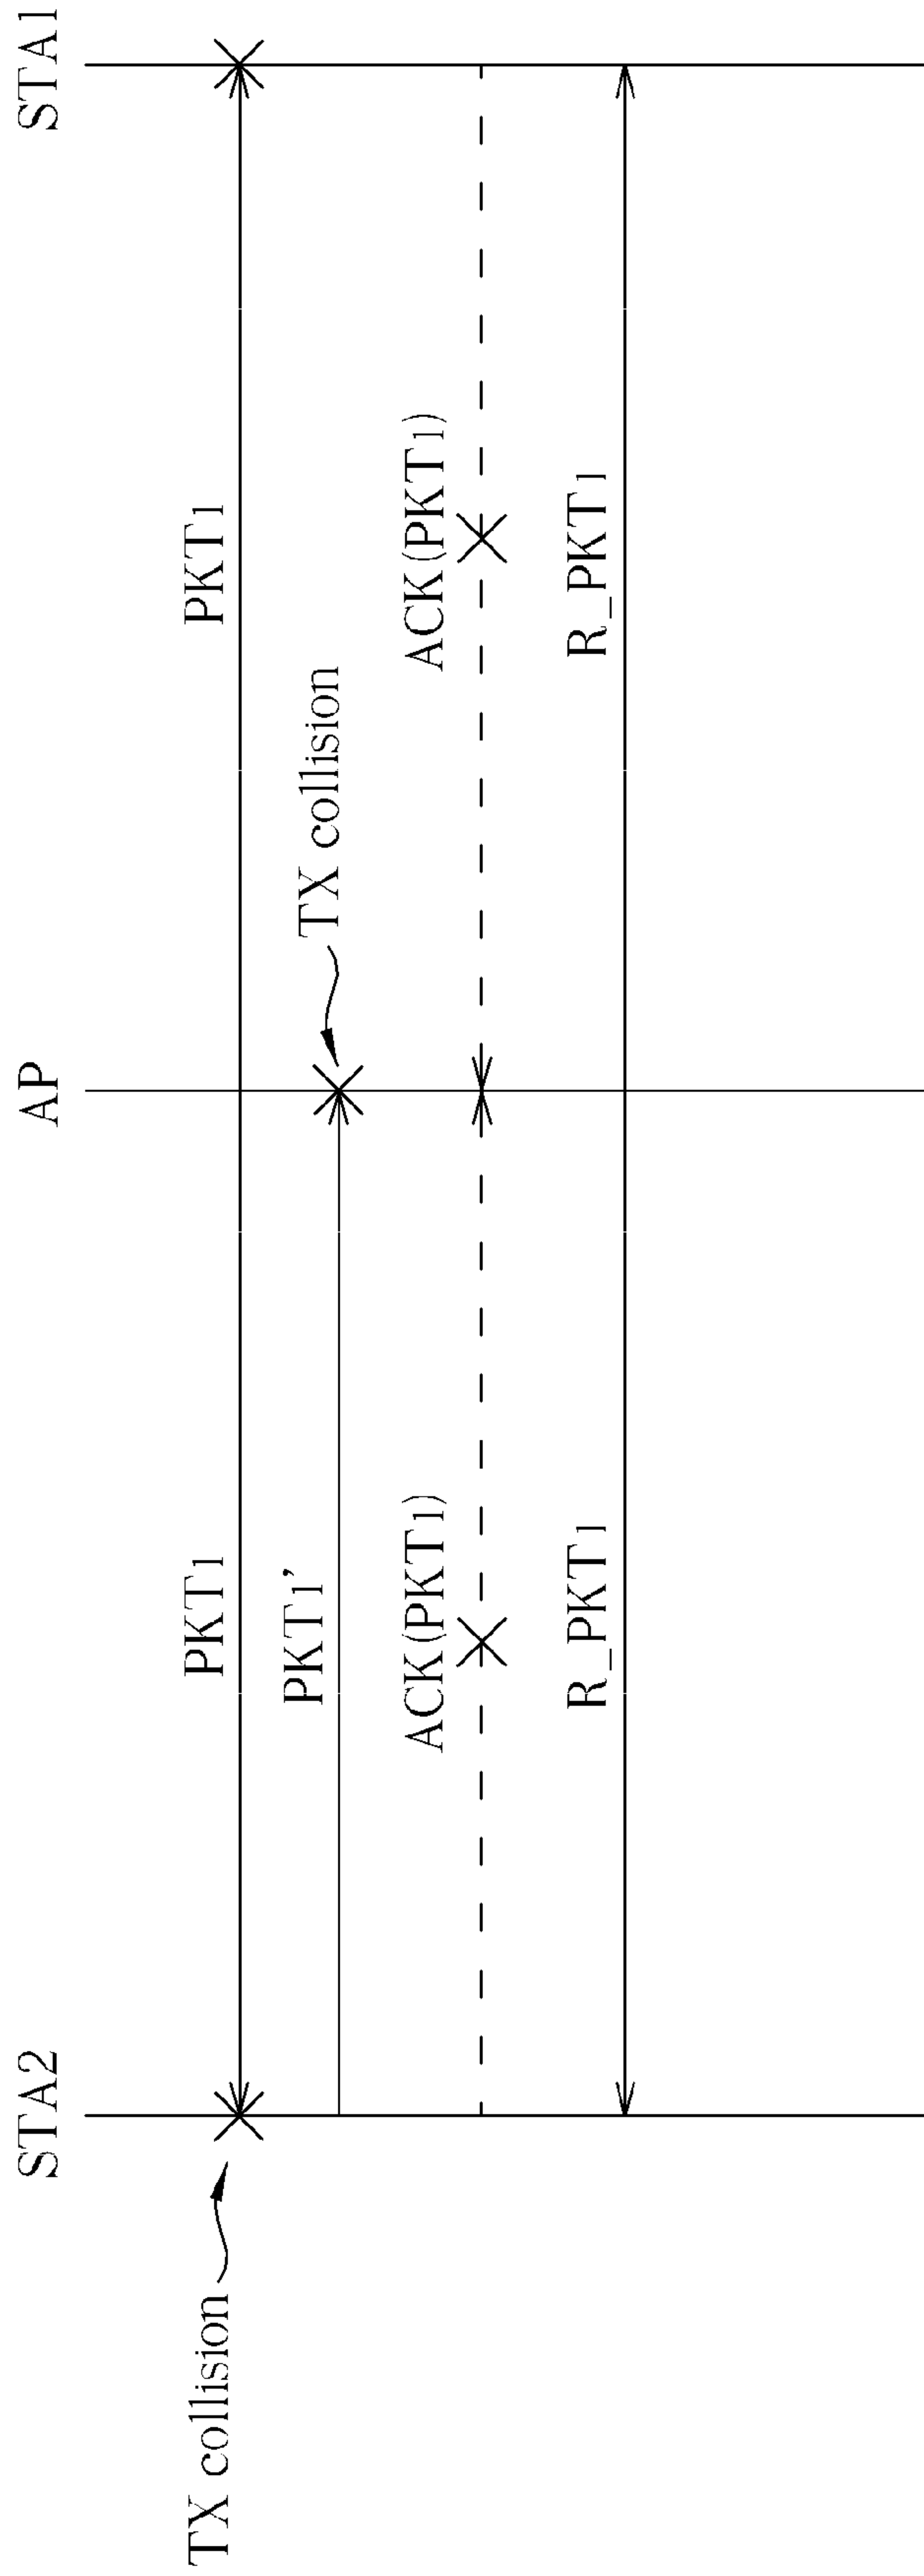 STA2
AP
STA1
TX collision
PKT1
PKT1
PKT1'
TX collision
ACK(PKT1)
ACK(PKT1)
R_PKT1
R_PKT1